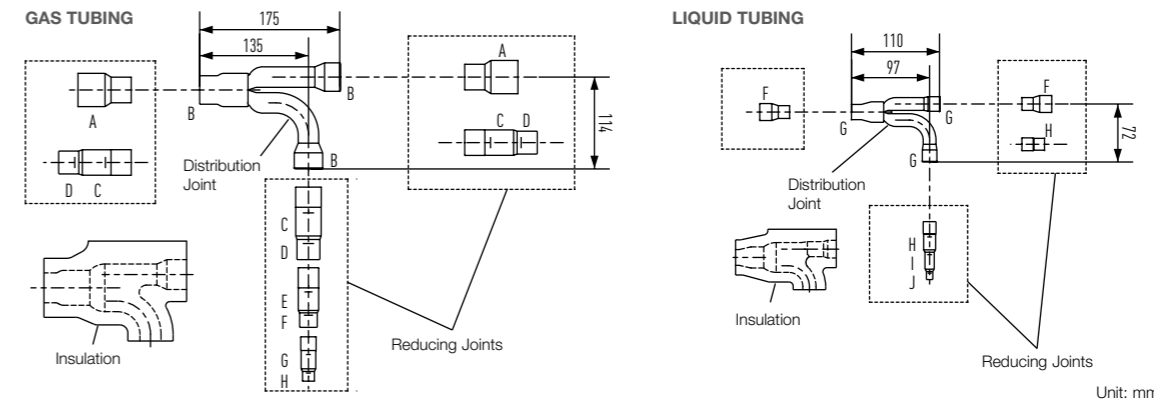 GAS TUBING
175
135
A
D C
B
B
B
Distribution
Joint
A
C D
114
C
D
E
F
G
H
Insulation
Reducing Joints
LIQUID TUBING
110
97
F
G
G
G
Distribution
Joint
F
H
72
H
I
J
Insulation
Reducing Joints
Unit: mm